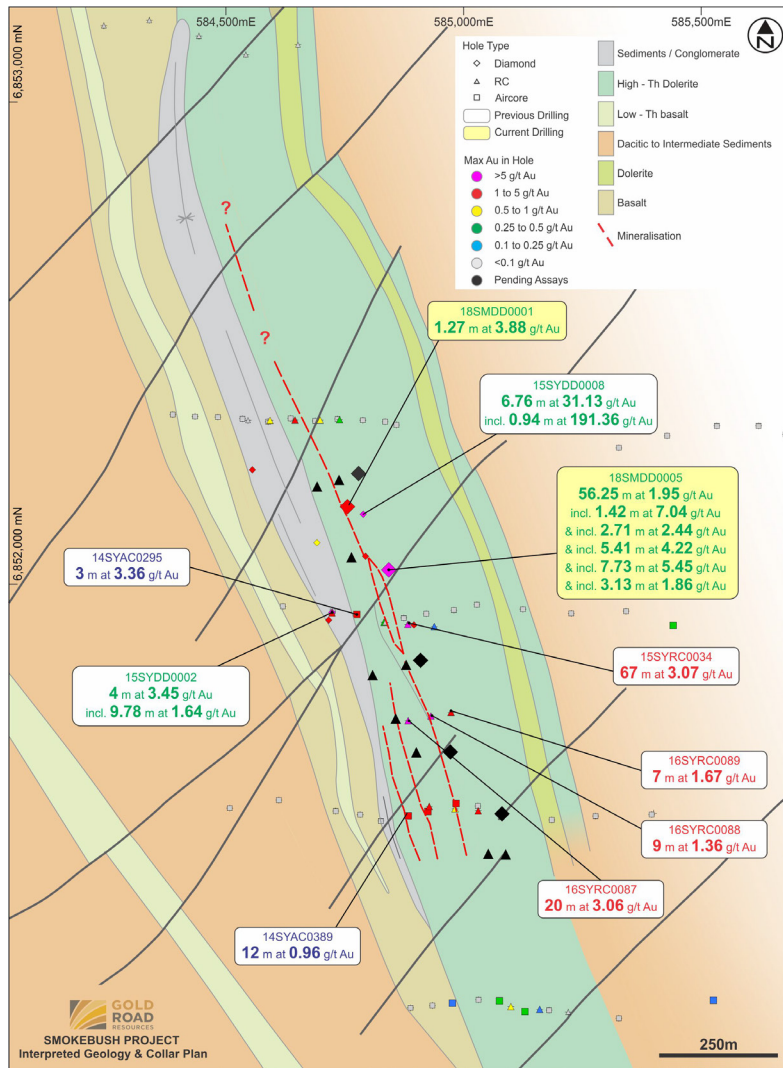 584,500mE
585,000mE
585,500mE
N
6,853,000 mN
6,852,000 mN
Hole Type
Diamond
RC
Aircore
Previous Drilling
Current Drilling
Max Au in Hole
>5 g/t Au
1 to 5 g/t Au
0.5 to 1 g/t Au
0.25 to 0.5 g/t Au
0.1 to 0.25 g/t Au
<0.1 g/t Au
Pending Assays
Sediments / Conglomerate
High - Th Dolerite
Low - Th basalt
Dacitic to Intermediate Sediments
Dolerite
Basalt
Mineralisation
?
?
18SMDD0001
1.27 m at 3.88 g/t Au
15SYDD0008
6.76 m at 31.13 g/t Au
incl. 0.94 m at 191.36 g/t Au
18SMDD0005
56.25 m at 1.95 g/t Au
incl. 1.42 m at 7.04 g/t Au
& incl. 2.71 m at 2.44 g/t Au
& incl. 5.41 m at 4.22 g/t Au
& incl. 7.73 m at 5.45 g/t Au
& incl. 3.13 m at 1.86 g/t Au
14SYAC0295
3 m at 3.36 g/t Au
15SYDD0002
4 m at 3.45 g/t Au
incl. 9.78 m at 1.64 g/t Au
15SYRC0034
67 m at 3.07 g/t Au
16SYRC0089
7 m at 1.67 g/t Au
16SYRC0088
9 m at 1.36 g/t Au
16SYRC0087
20 m at 3.06 g/t Au
14SYAC0389
12 m at 0.96 g/t Au
GOLD
ROAD
RESOURCES
SMOKEBUSH PROJECT
Interpreted Geology & Collar Plan
250m